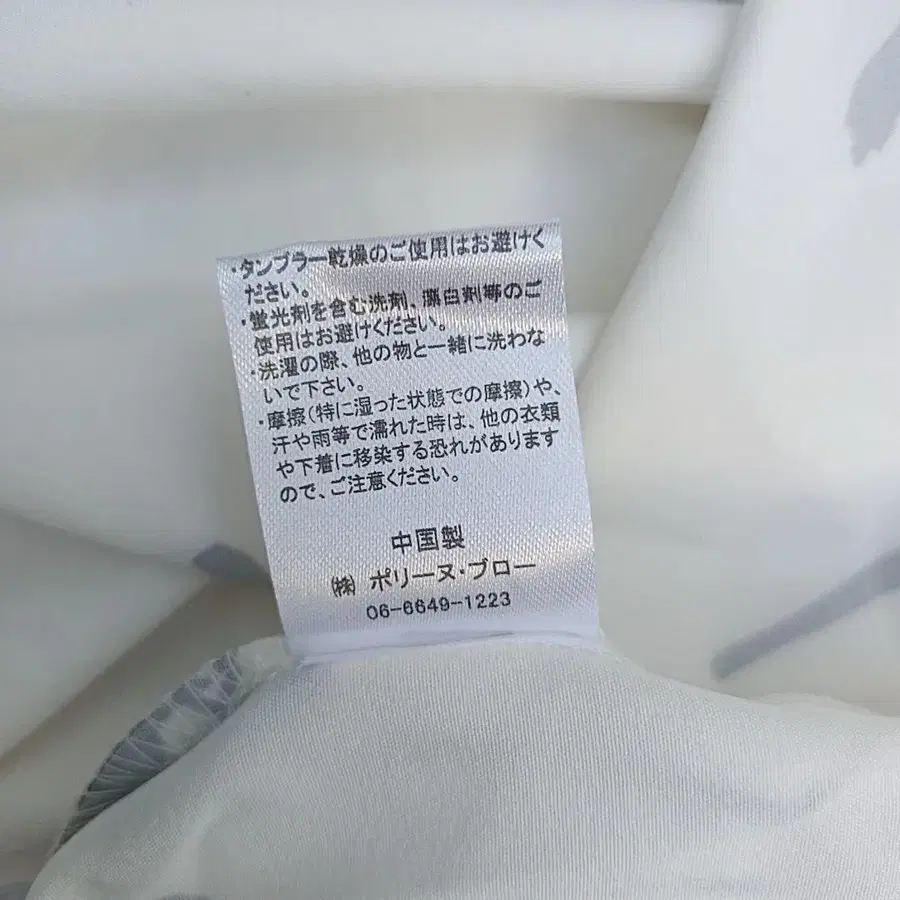 ・タンブラー乾燥のご使用はお避けく
ださい。
・蛍光剤を含む洗剤、漂白剤等のご
使用はお避けください。
・洗濯の際、他の物と一緒に洗わな
いで下さい。
・摩擦(特に湿った状態での摩擦)や、
汗や雨等で濡れた時は、他の衣類
や下着に移染する恐れがあります
ので、ご注意ください。
中国製
㈱ ポリーヌ・ブロー
06-6649-1223